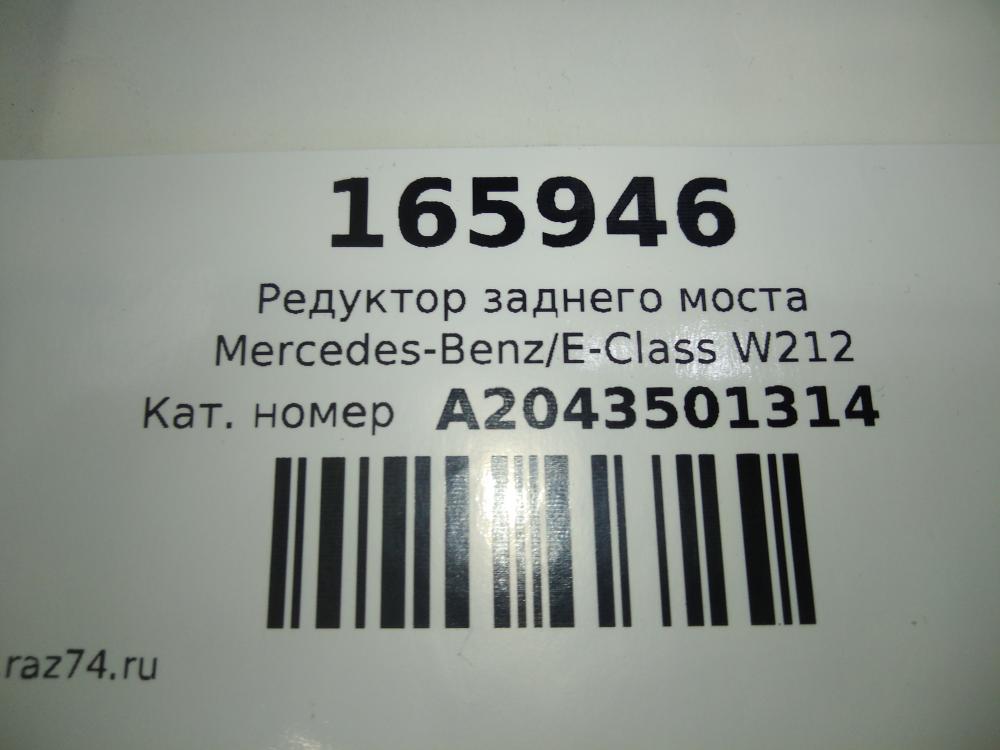 165946
Редуктор заднего моста
Mercedes-Benz/E-Class W212
Кат. номер A2043501314
raz74.ru